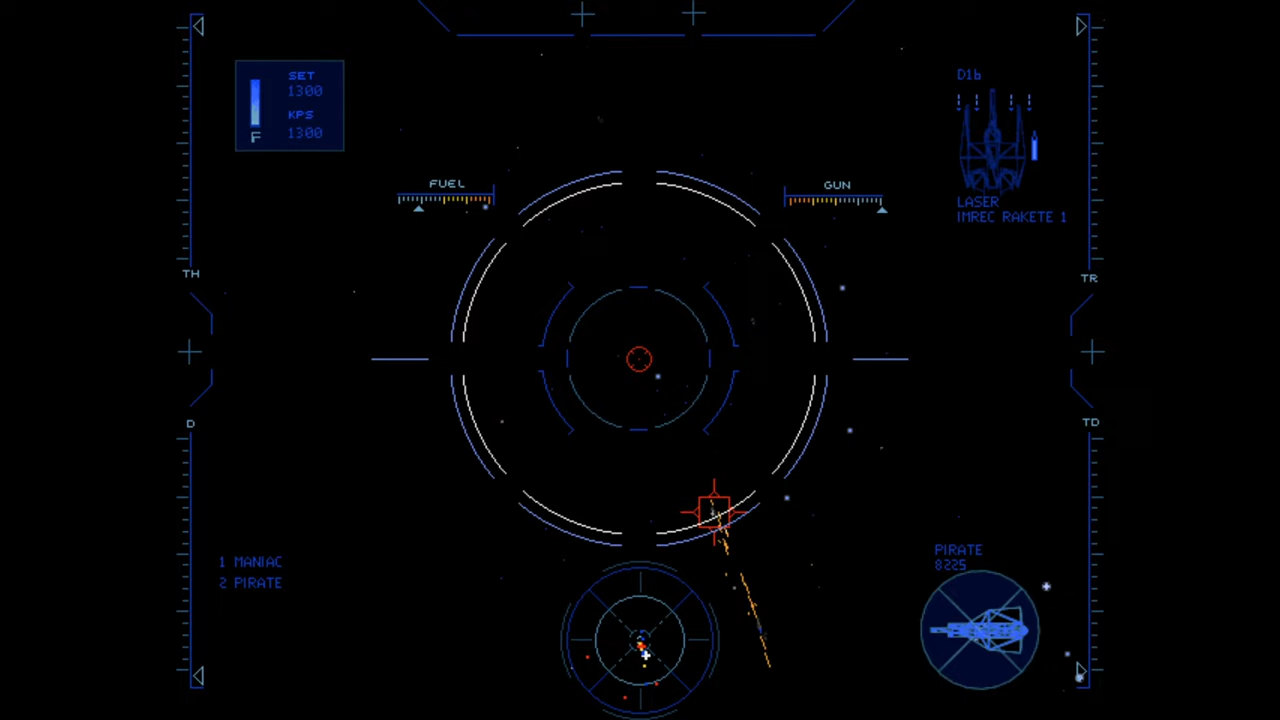 SET
1300
KPS
1300
F
D1b
FUEL
GUN
LASER
IMREC RAKETE 1
TH
TR
D
TD
1 MANIAC
2 PIRATE
PIRATE
8225